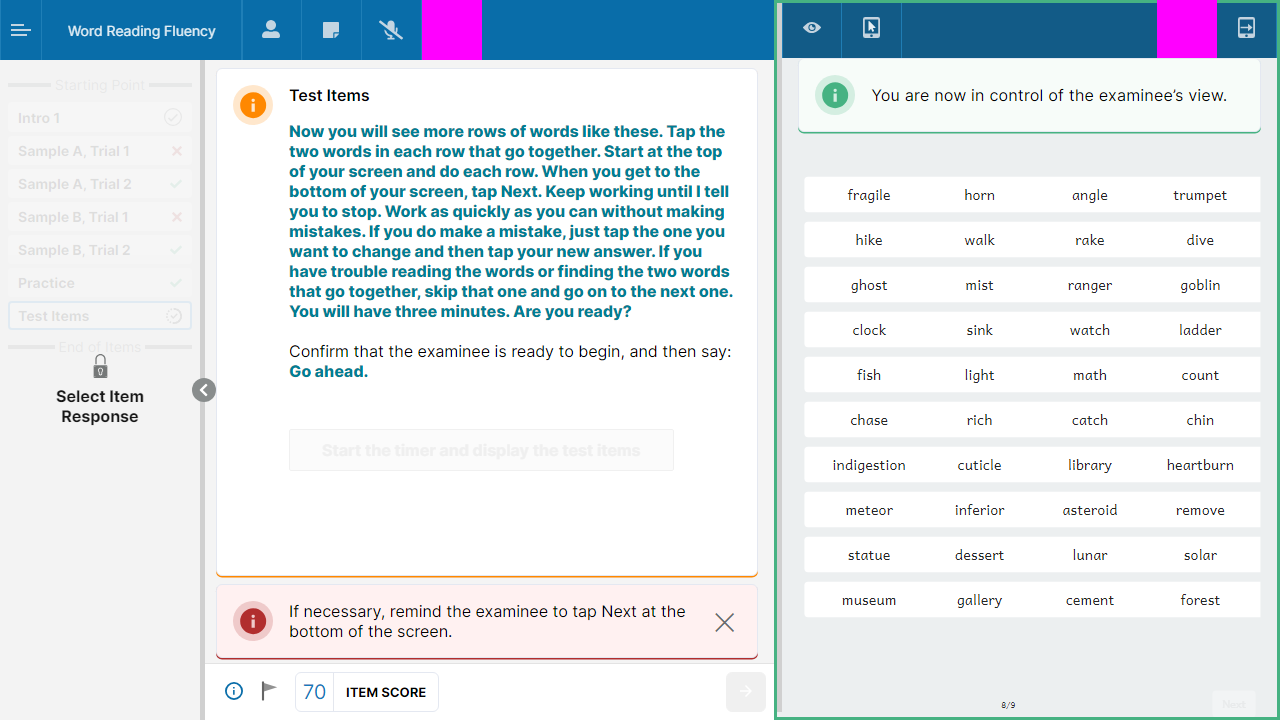 Word Reading Fluency
Starting Point
Intro 1
Sample A, Trial 1
Sample A, Trial 2
Sample B, Trial 1
Sample B, Trial 2
Practice
Test Items
End of Items
Select Item
Response
Test Items
Now you will see more rows of words like these. Tap the
two words in each row that go together. Start at the top
of your screen and do each row. When you get to the
bottom of your screen, tap Next. Keep working until I tell
you to stop. Work as quickly as you can without making
mistakes. If you do make a mistake, just tap the one you
want to change and then tap your new answer. If you
have trouble reading the words or finding the two words
that go together, skip that one and go on to the next one.
You will have three minutes. Are you ready?
Confirm that the examinee is ready to begin, and then say:
Go ahead.
Start the timer and display the test items
If necessary, remind the examinee to tap Next at the
bottom of the screen.
70 ITEM SCORE
You are now in control of the examinee's view.
fragile horn angle trumpet
hike walk rake dive
ghost mist ranger goblin
clock sink watch ladder
fish light math count
chase rich catch chin
indigestion cuticle library heartburn
meteor inferior asteroid remove
statue dessert lunar solar
museum gallery cement forest
8/9
Next